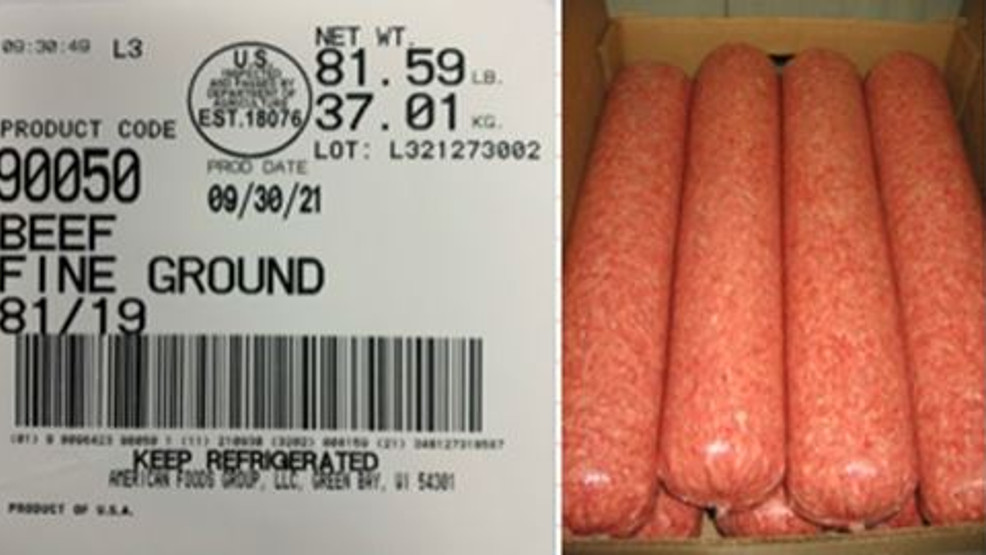 09:30:49 L3
U.S.
INSPECTED
AND PASSED BY
DEPARTMENT OF
AGRICULTURE
EST.18076
NET WT.
81.59 LB.
37.01 KG.
LOT: L321273002
PRODUCT CODE
90050
PROD DATE
09/30/21
BEEF
FINE GROUND
81/19
KEEP REFRIGERATED
AMERICAN FOODS GROUP, LLC, GREEN BAY, WI 54301
PRODUCT OF U.S.A.